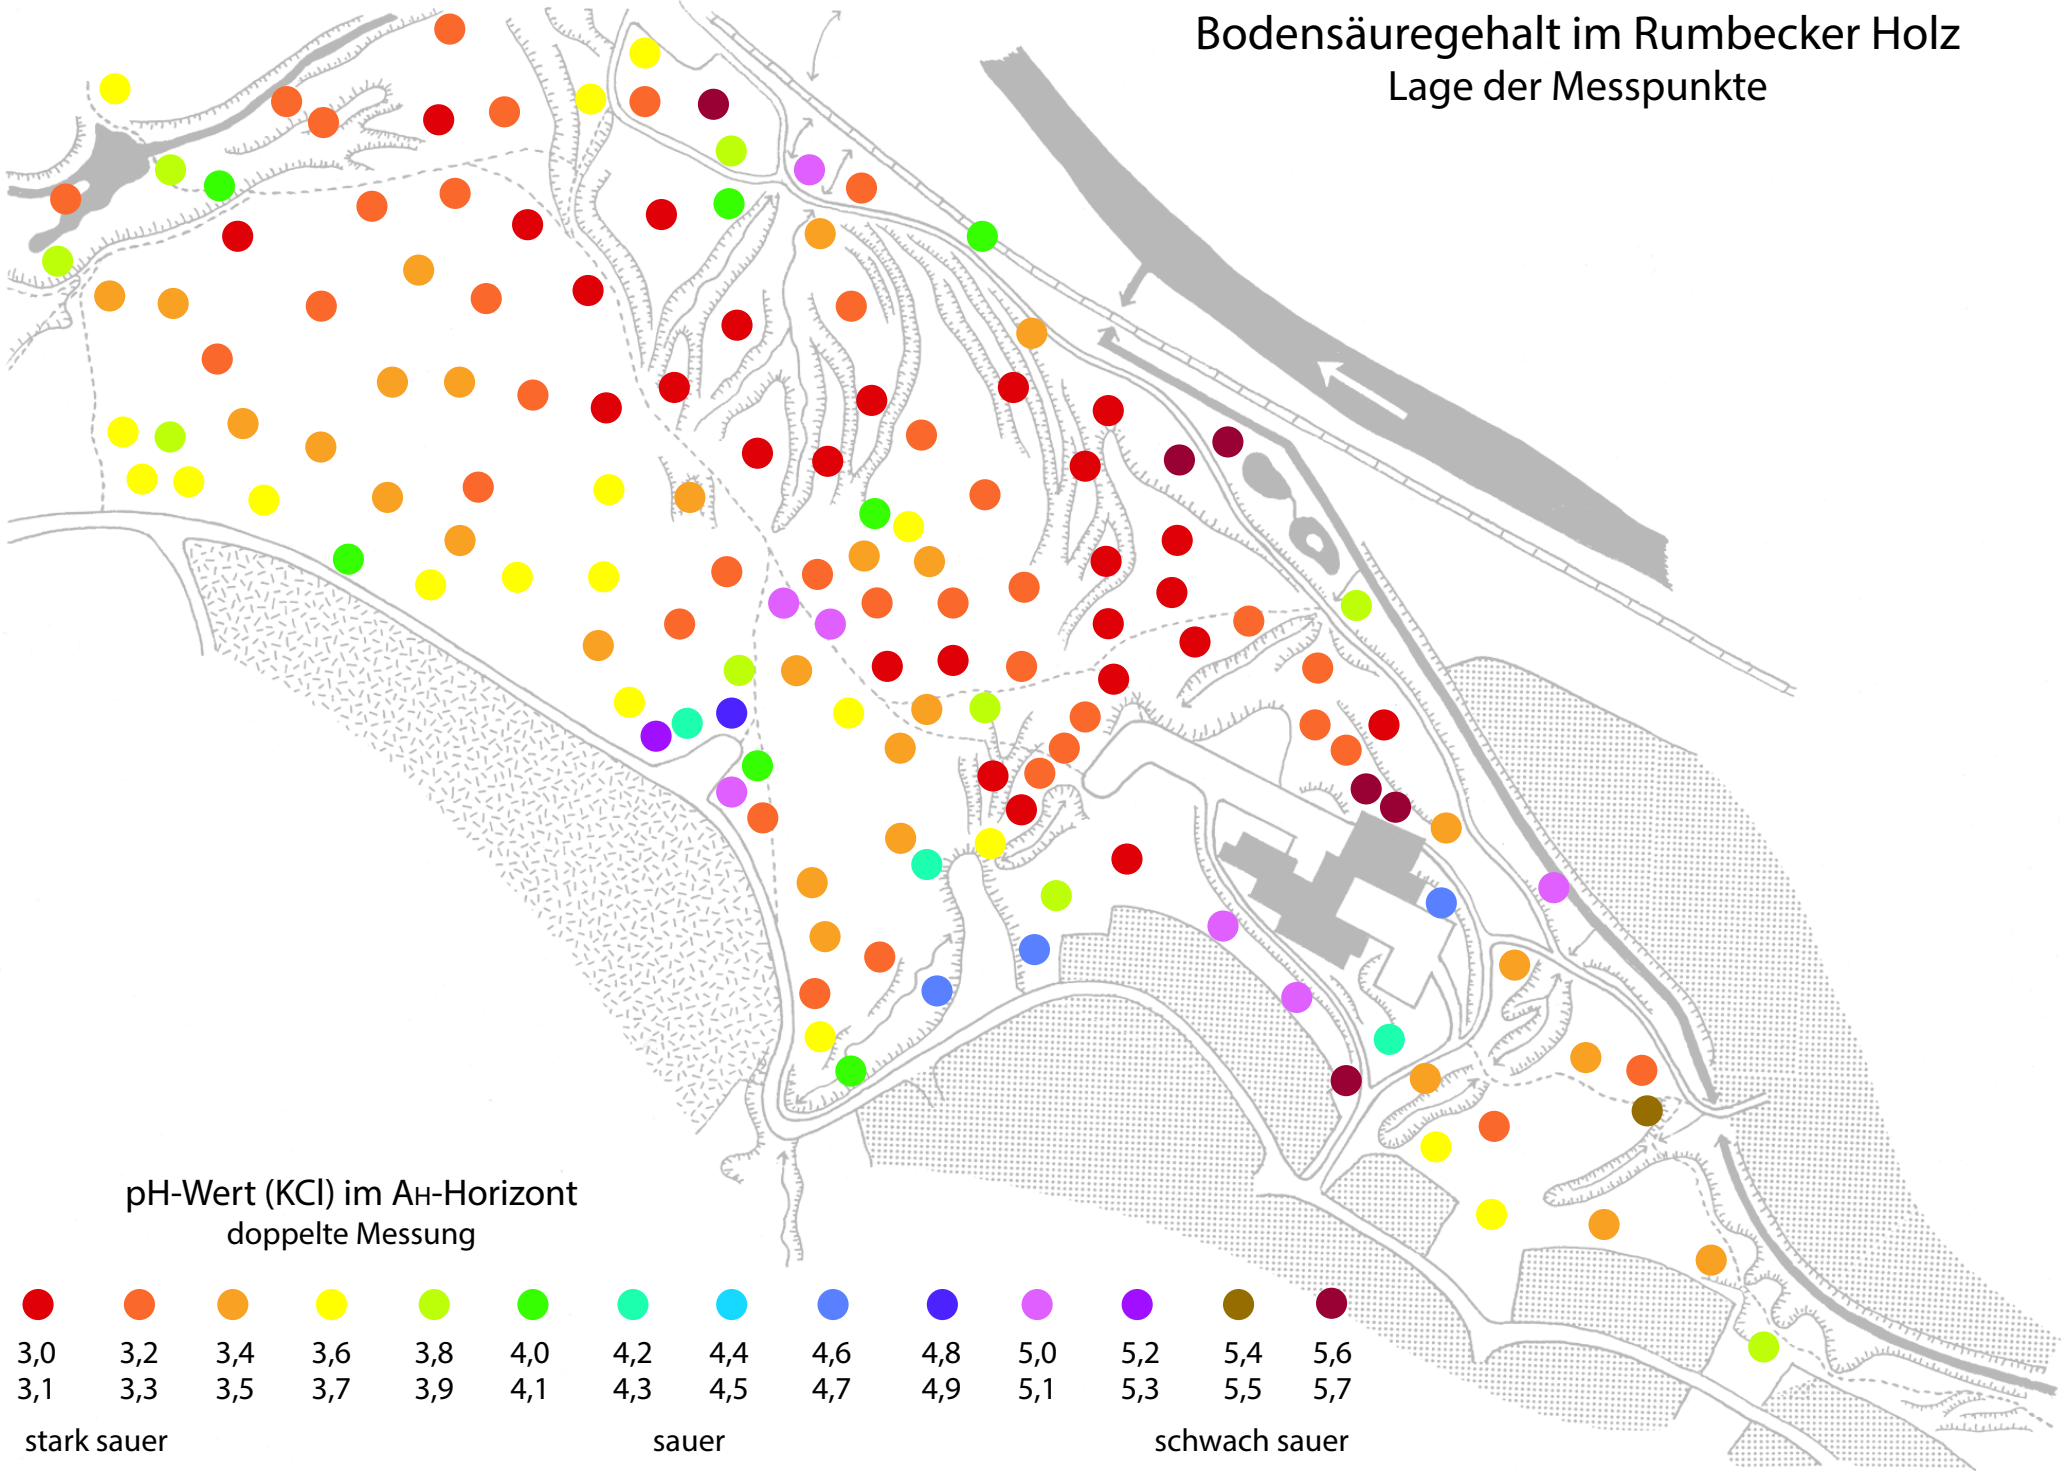 Bodensäuregehalt im Rumbecker Holz
Lage der Messpunkte
pH-Wert (KCl) im AH-Horizont
doppelte Messung
3,0 3,2 3,4 3,6 3,8 4,0 4,2 4,4 4,6 4,8 5,0 5,2 5,4 5,6
3,1 3,3 3,5 3,7 3,9 4,1 4,3 4,5 4,7 4,9 5,1 5,3 5,5 5,7
stark sauer sauer schwach sauer